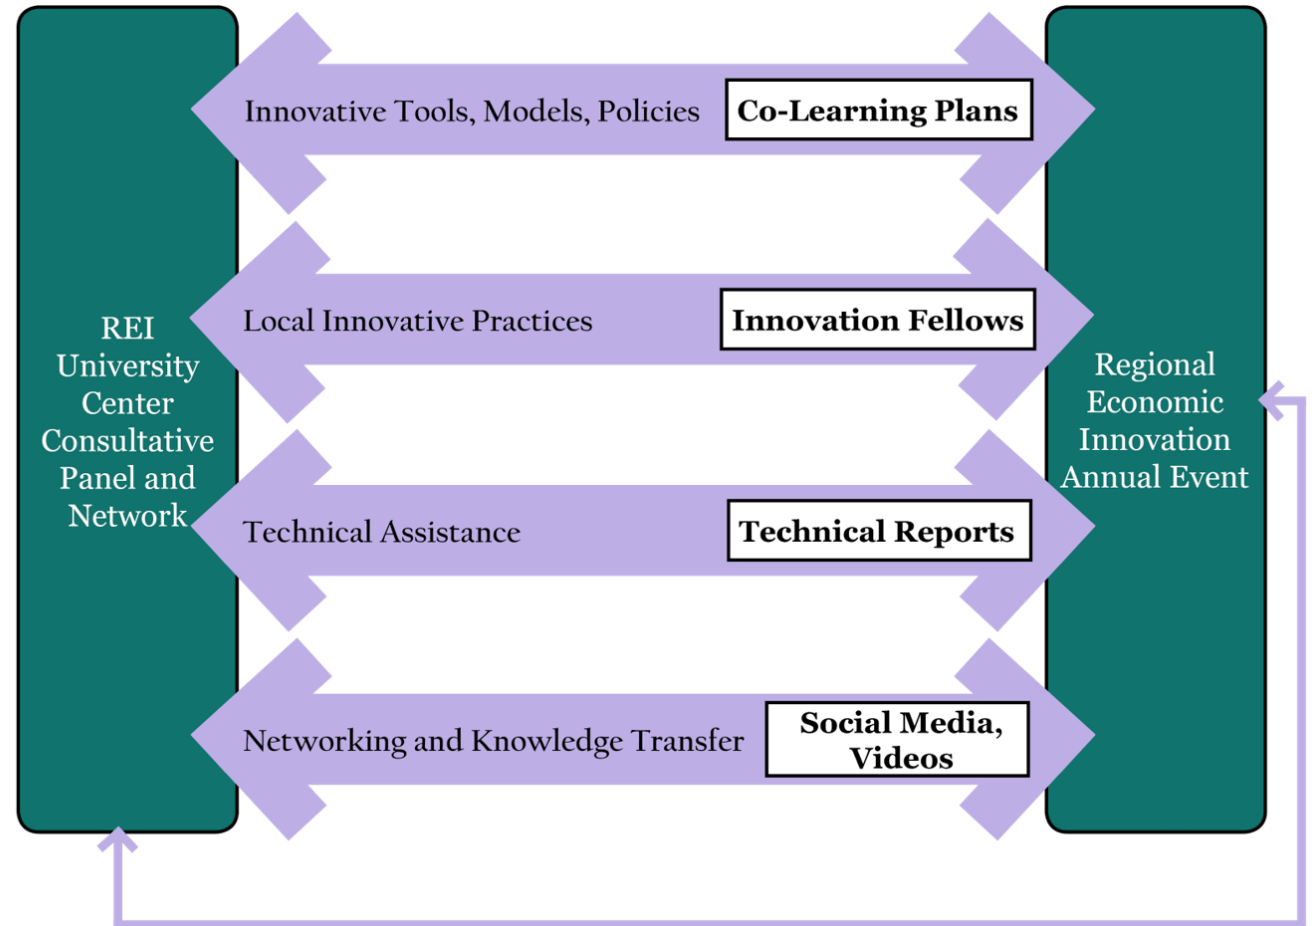 REI
University
Center
Consultative
Panel and
Network
Innovative Tools, Models, Policies
Co-Learning Plans
Local Innovative Practices
Innovation Fellows
Technical Assistance
Technical Reports
Networking and Knowledge Transfer
Social Media,
Videos
Regional
Economic
Innovation
Annual Event